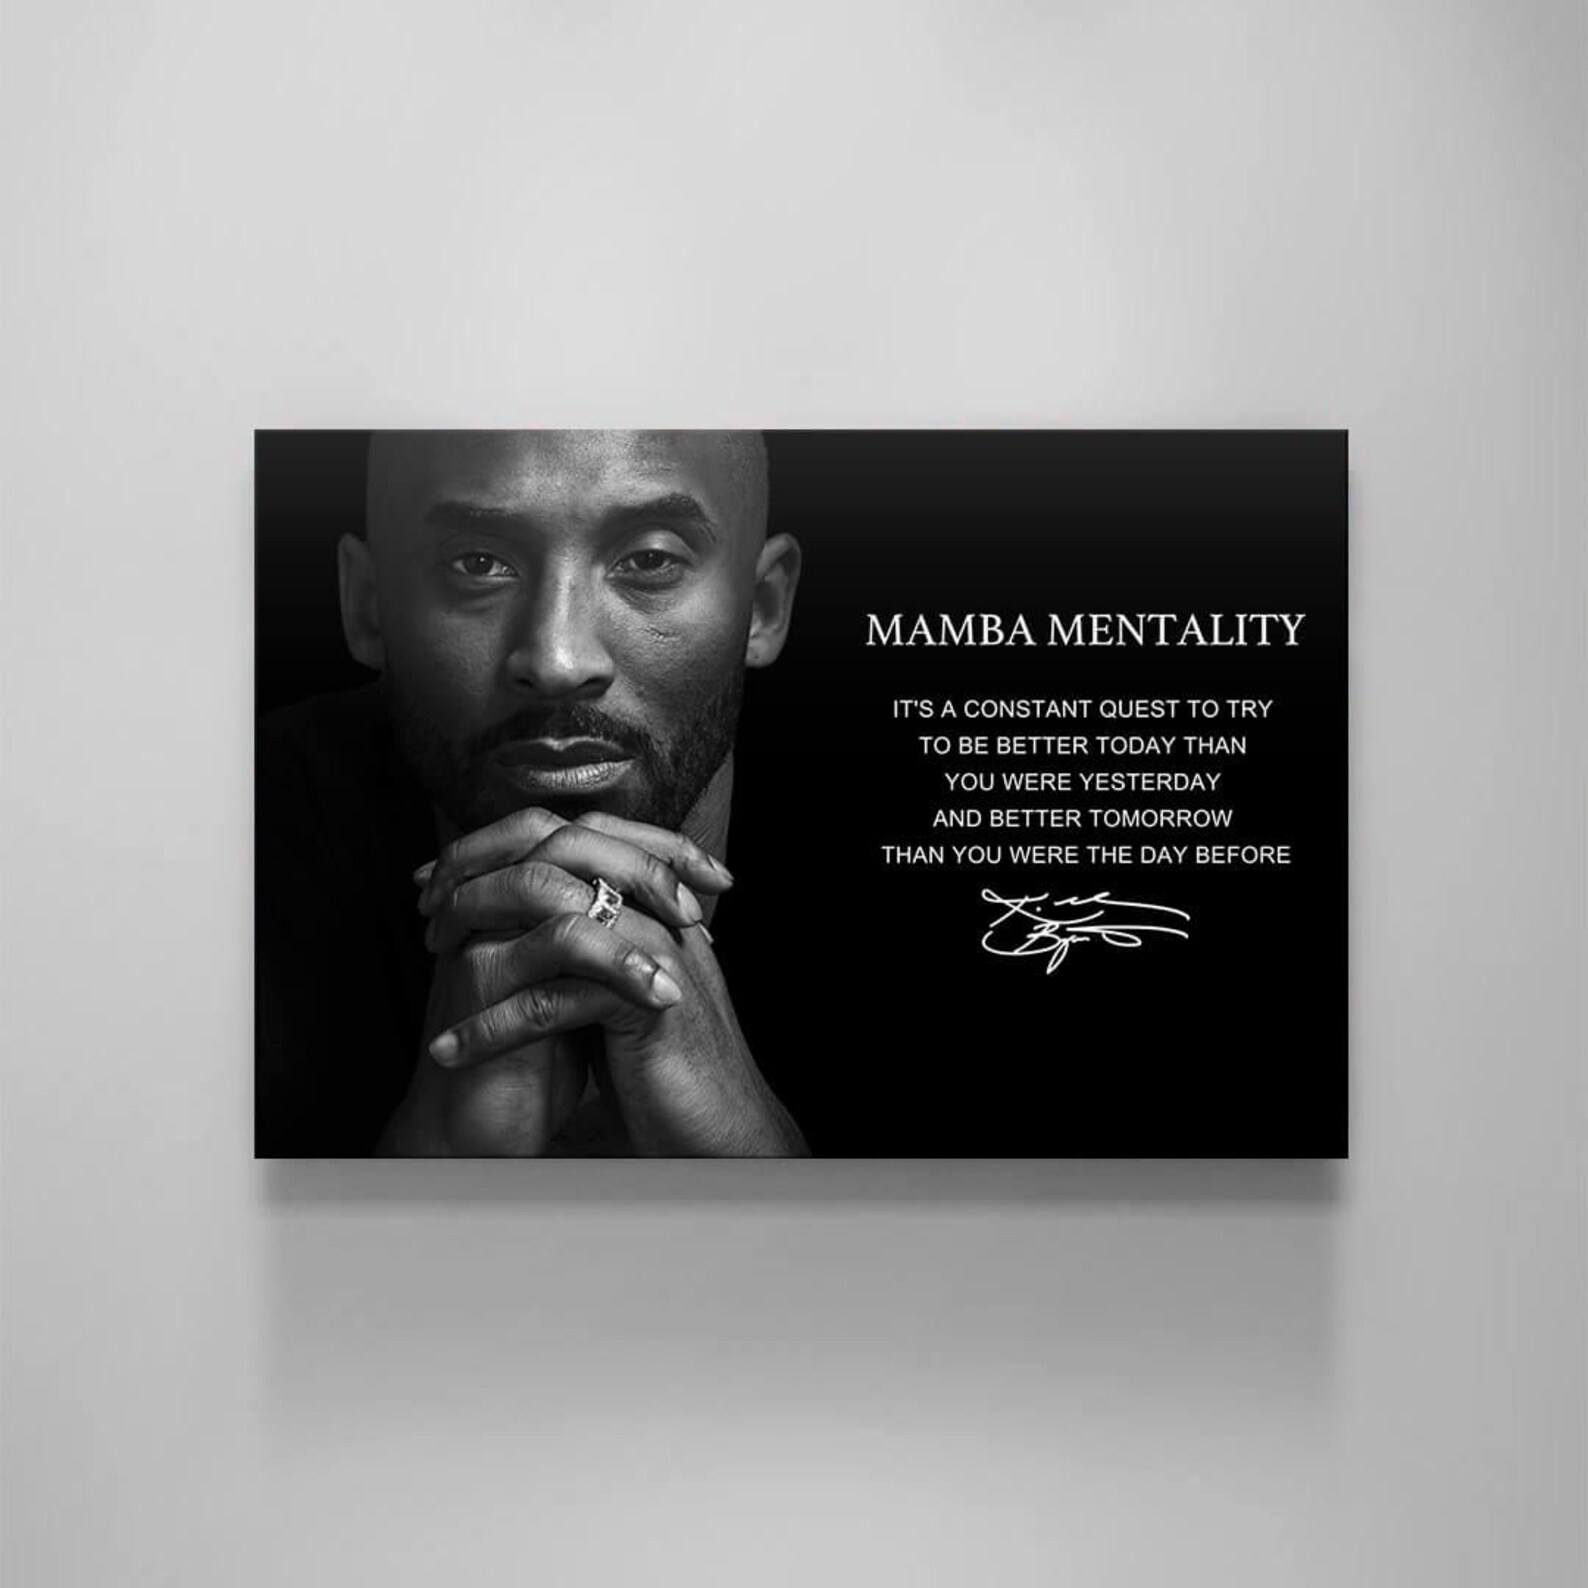 MAMBA MENTALITY
IT'S A CONSTANT QUEST TO TRY
TO BE BETTER TODAY THAN
YOU WERE YESTERDAY
AND BETTER TOMORROW
THAN YOU WERE THE DAY BEFORE